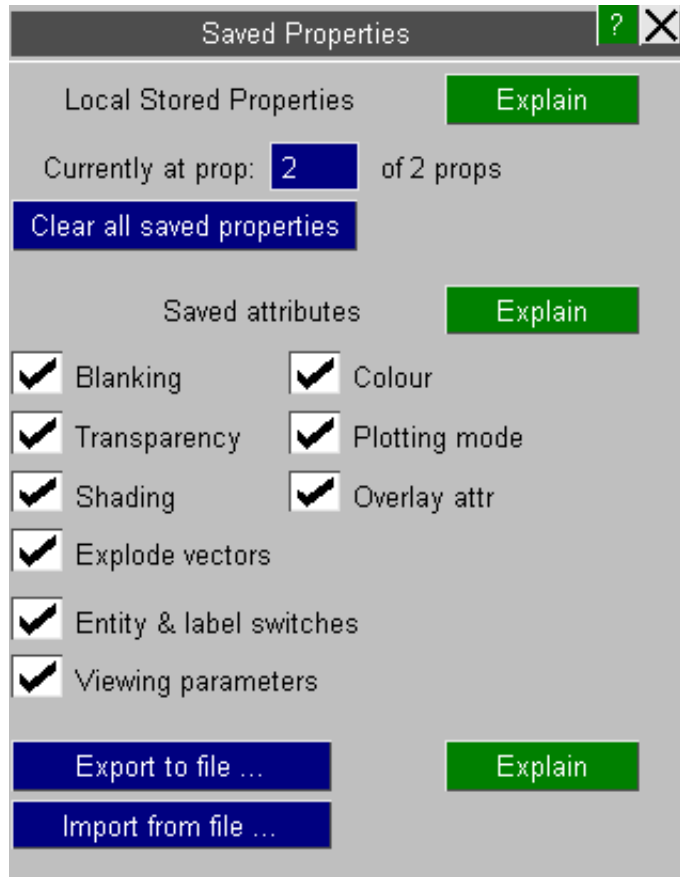 Saved Properties ?
Local Stored Properties Explain
Currently at prop: 2 of 2 props
Clear all saved properties
Saved attributes Explain
Blanking Colour
Transparency Plotting mode
Shading Overlay attr
Explode vectors
Entity & label switches
Viewing parameters
Export to file ... Explain
Import from file ...